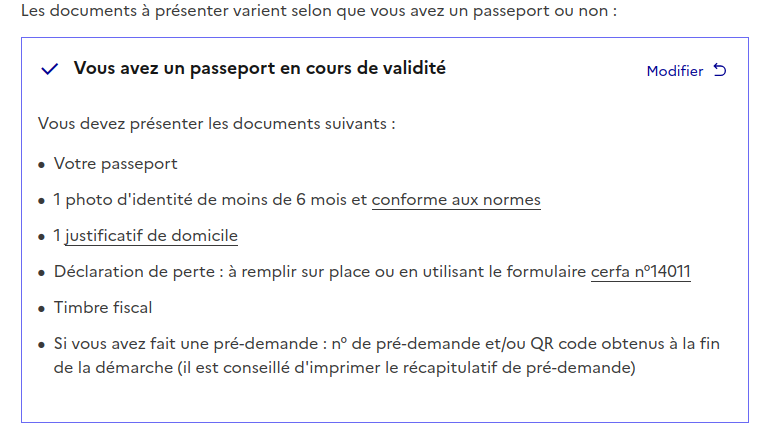 Les documents à présenter varient selon que vous avez un passeport ou non :
Vous avez un passeport en cours de validité
Modifier
Vous devez présenter les documents suivants :
• Votre passeport
• 1 photo d'identité de moins de 6 mois et conforme aux normes
• 1 justificatif de domicile
• Déclaration de perte : à remplir sur place ou en utilisant le formulaire cerfa n°14011
• Timbre fiscal
• Si vous avez fait une pré-demande : n° de pré-demande et/ou QR code obtenus à la fin
de la démarche (il est conseillé d'imprimer le récapitulatif de pré-demande)